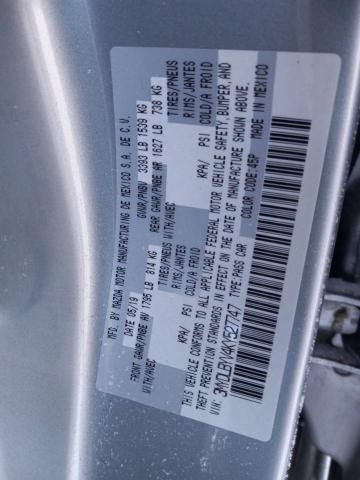 MFD BY MAZDA MOTOR MANUFACTURING DE MEXICO S.A. DE C.V.
DATE 05/19 GVWR/PNBV 3393 LB 1539 KG
FRONT GAWR/PNBE AV 1795 LB 814 KG REAR GAWR/PNBE AR 1627 LB 738 KG
WITH/AVEC TIRES/PNEUS WITH/AVEC TIRES/PNEUS
RIMS/JANTES RIMS/JANTES
KPA/ PSI COLD/A FROID KPA/ PSI COLD/A FROID
THIS VEHICLE CONFORMS TO ALL APPLICABLE FEDERAL MOTOR VEHICLE SAFETY, BUMPER, AND
THEFT PREVENTION STANDARDS IN EFFECT ON THE DATE OF MANUFACTURE SHOWN ABOVE.
VIN: TYPE: PASS CAR COLOR CODE: 45P MADE IN MEXICO